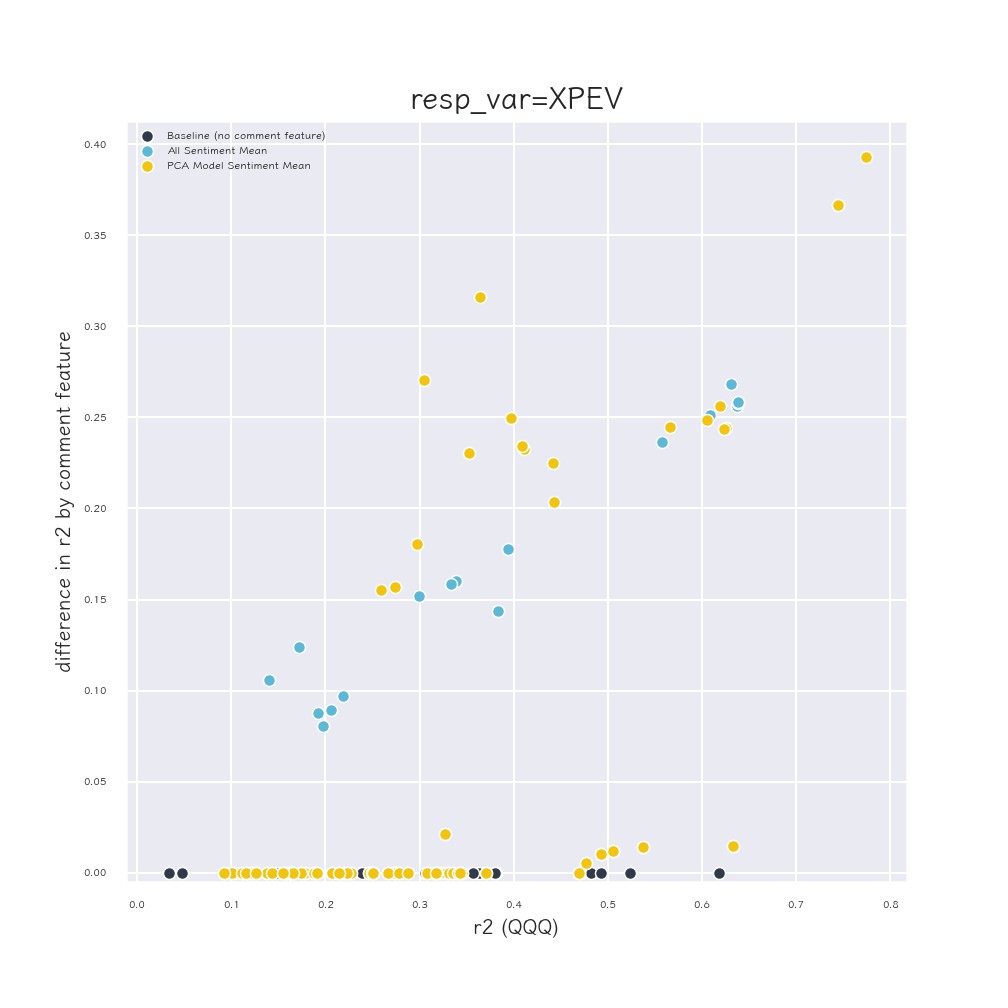 resp_var=XPEV
Baseline (no comment feature)
All Sentiment Mean
PCA Model Sentiment Mean
difference in r2 by comment feature
0.40
0.35
0.30
0.25
0.20
0.15
0.10
0.05
0.00
0.0 0.1 0.2 0.3 0.4 0.5 0.6 0.7 0.8
r2 (QQQ)